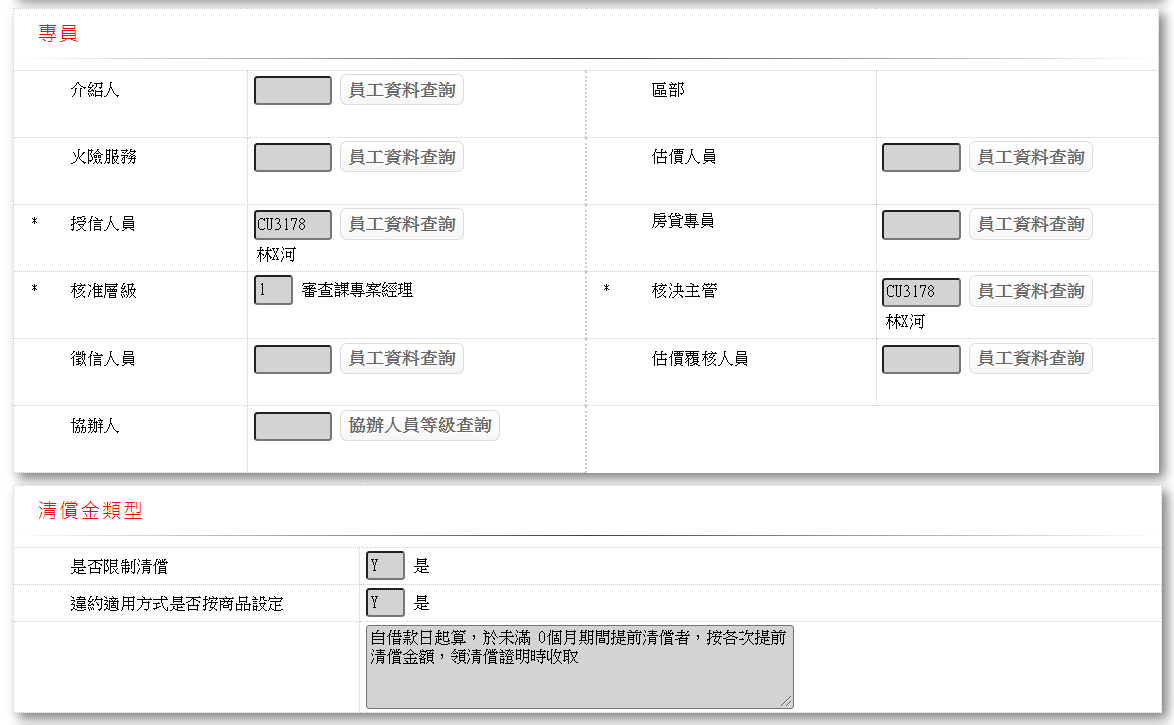 專員
介紹人 員工資料查詢 區部
火險服務 員工資料查詢 估價人員 員工資料查詢
* 授信人員 CU3178 員工資料查詢 房貸專員 員工資料查詢
林X河
* 核准層級 1 審查課專案經理 * 核決主管 CU3178 員工資料查詢
林X河
徵信人員 員工資料查詢 估價覆核人員 員工資料查詢
協辦人 協辦人員等級查詢
清償金類型
是否限制清償 Y 是
違約適用方式是否按商品設定 Y 是
自借款日起算，於未滿 0個月期間提前清償者，按各次提前
清償金額，領清償證明時收取